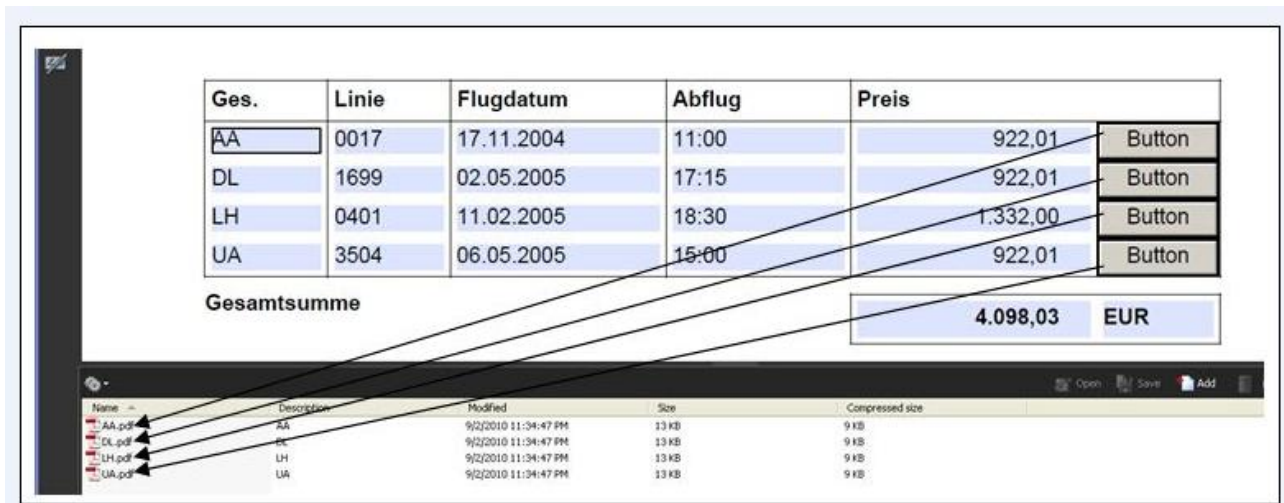 Ges. Linie Flugdatum Abflug Preis
AA 0017 17.11.2004 11:00 922,01 Button
DL 1699 02.05.2005 17:15 922,01 Button
LH 0401 11.02.2005 18:30 1.332,00 Button
UA 3504 06.05.2005 15:00 922,01 Button
Gesamtsumme 4.098,03 EUR
Open Save Add
Name Description Modified Size Compressed size
AA.pdf AA 9/2/2010 11:34:47 PM 13 KB 9 KB
DL.pdf DL 9/2/2010 11:34:47 PM 13 KB 9 KB
LH.pdf LH 9/2/2010 11:34:47 PM 13 KB 9 KB
UA.pdf UA 9/2/2010 11:34:47 PM 13 KB 9 KB